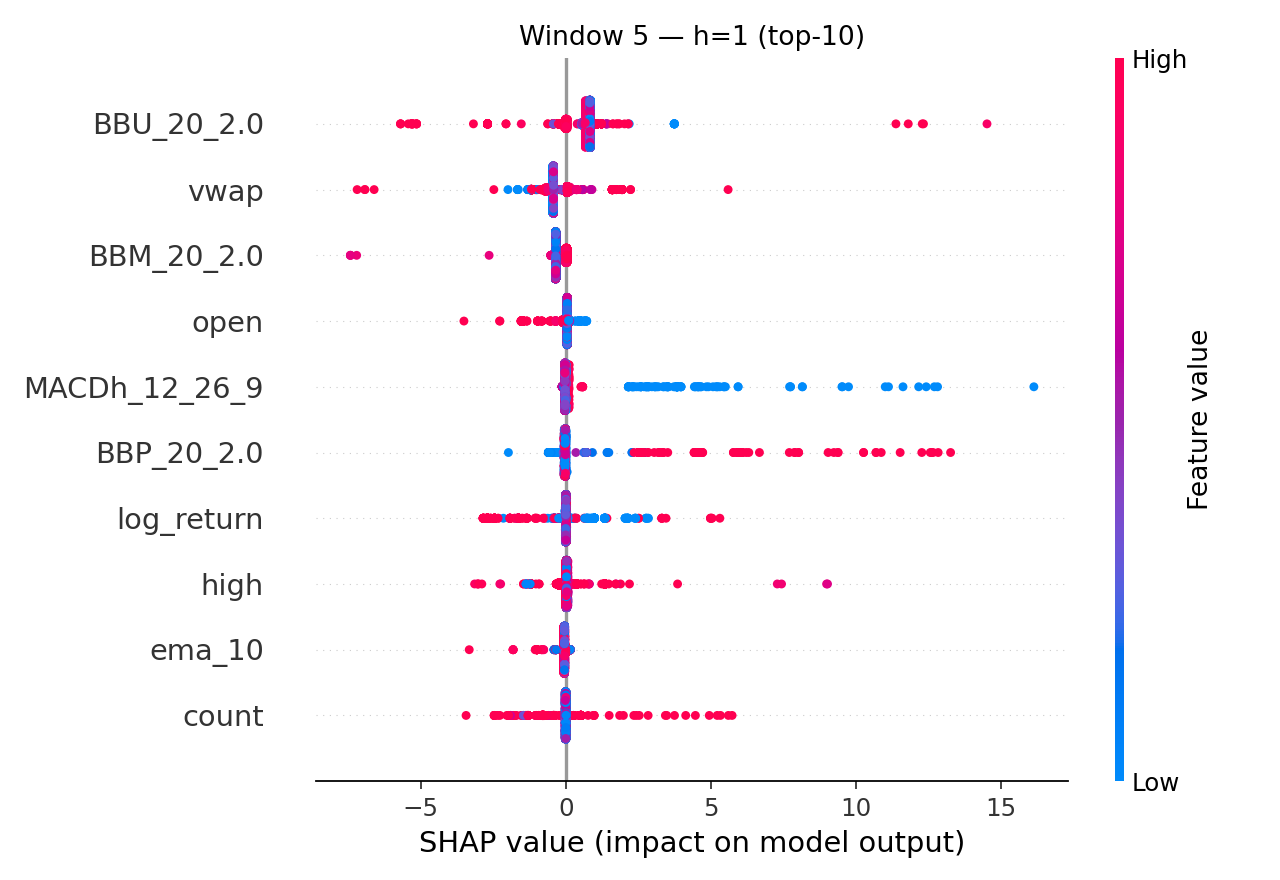 Window 5 — h=1 (top-10)
High
BBU_20_2.0
vwap
BBM_20_2.0
open
MACDh_12_26_9
BBP_20_2.0
log_return
high
ema_10
count
Feature value
Low
−5 0 5 10 15
SHAP value (impact on model output)